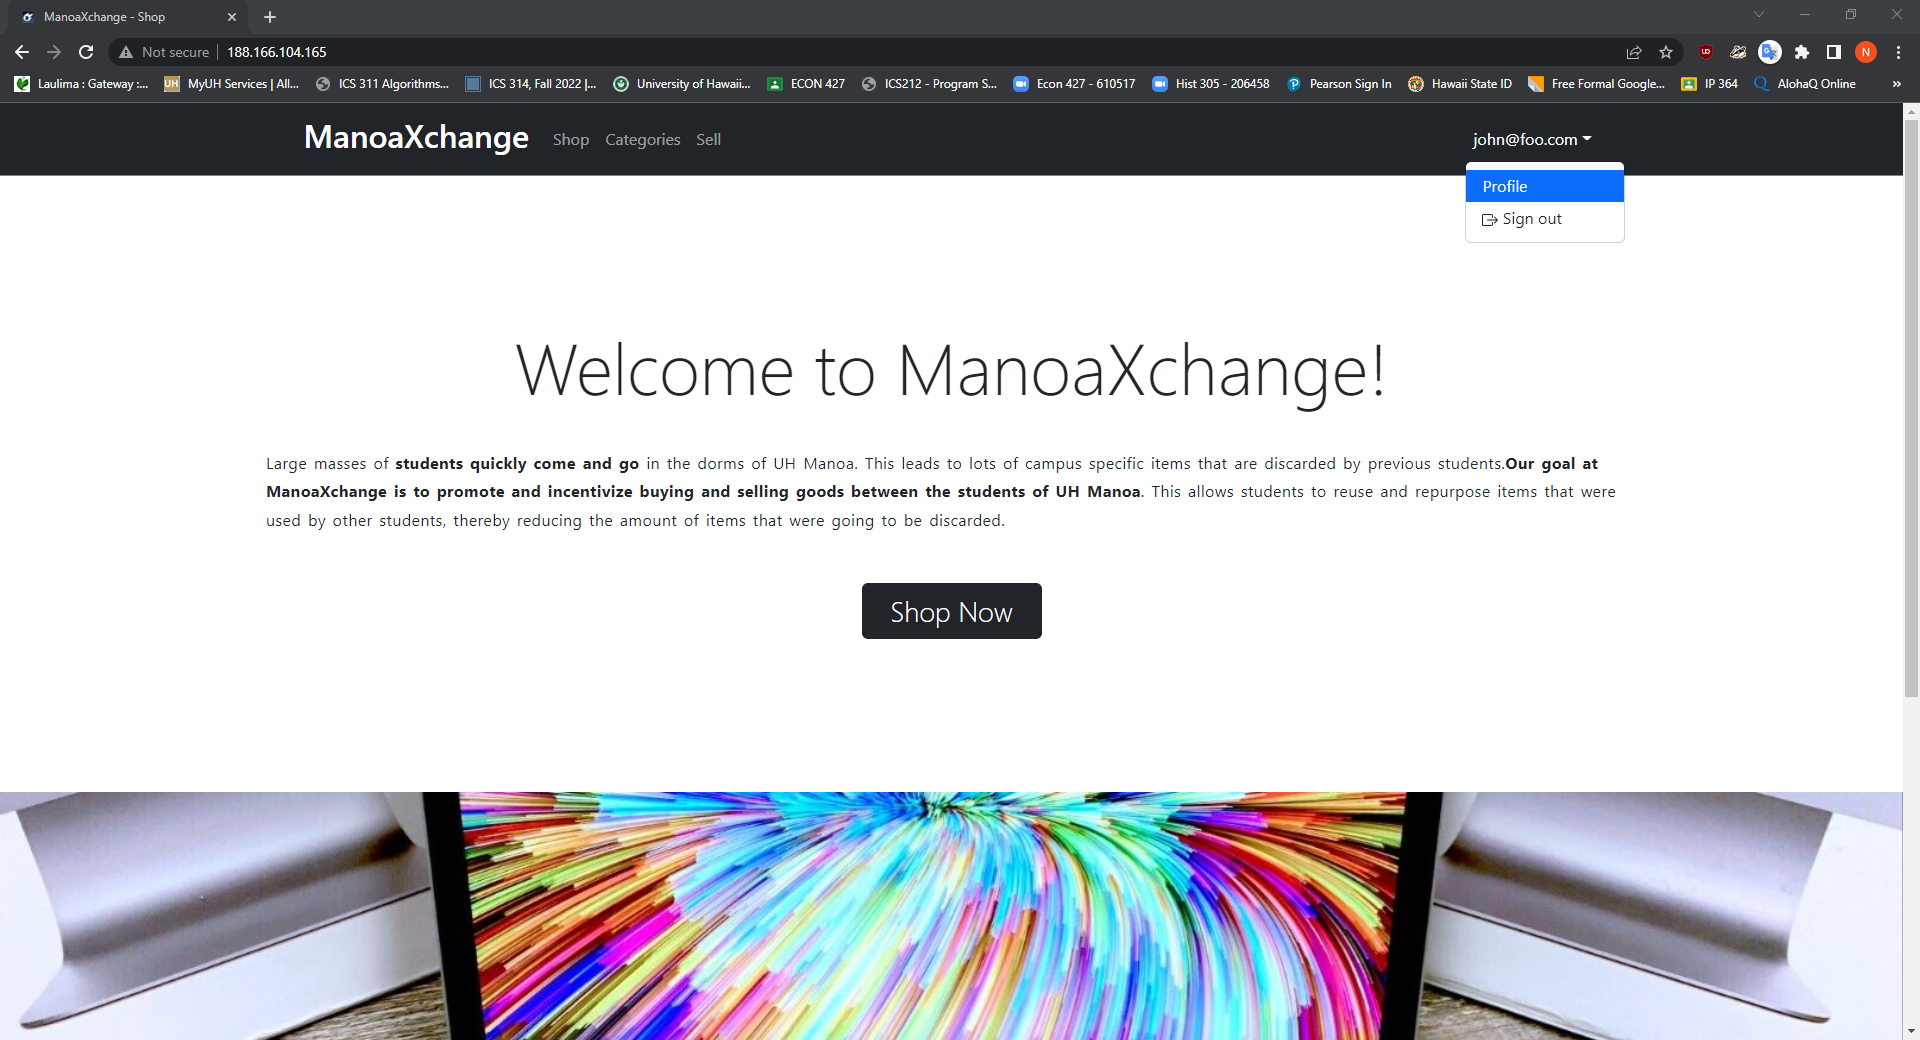 ManoaXchange - Shop
Not secure 188.166.104.165
N
Laulima : Gateway :...
UH MyUH Services | All...
ICS 311 Algorithms...
ICS 314, Fall 2022 |...
University of Hawaii...
ECON 427
ICS212 - Program S...
Econ 427 - 610517
Hist 305 - 206458
Pearson Sign In
Hawaii State ID
Free Formal Google...
IP 364
AlohaQ Online
»
ManoaXchange Shop Categories Sell john@foo.com
Profile
Sign out
Welcome to ManoaXchange!
Large masses of students quickly come and go in the dorms of UH Manoa. This leads to lots of campus specific items that are discarded by previous students.Our goal at
ManoaXchange is to promote and incentivize buying and selling goods between the students of UH Manoa. This allows students to reuse and repurpose items that were
used by other students, thereby reducing the amount of items that were going to be discarded.
Shop Now